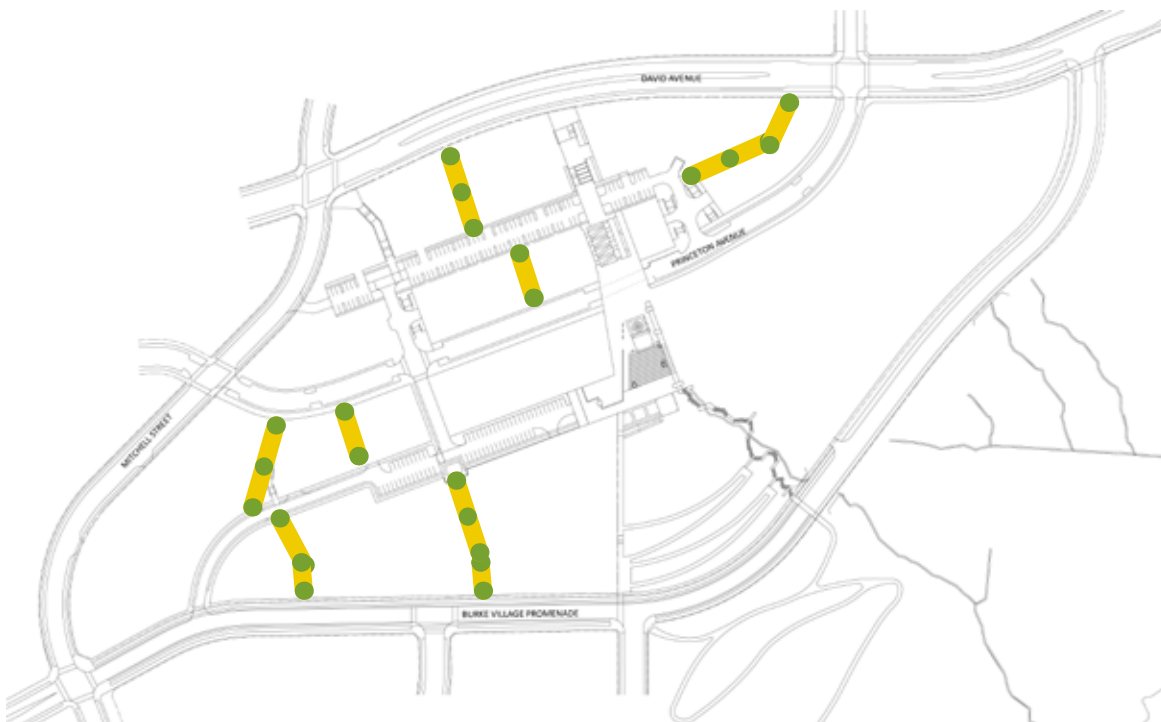 DAVID AVENUE
PRINCETON AVENUE
MITCHELL STREET
BURKE VILLAGE PROMENADE